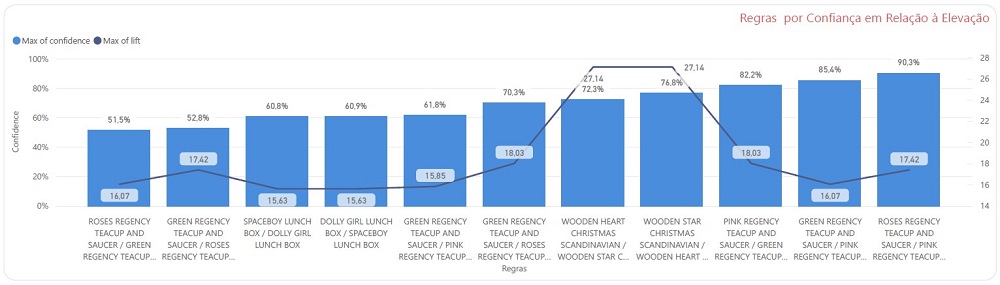 Regras por Confiança em Relação à Elevação
Max of confidence Max of lift
100%
80%
60%
40%
20%
0%
Confidence
28
26
24
22
20
18
16
14
51,5%
52,8%
60,8%
60,9%
61,8%
70,3%
72,3%
76,8%
82,2%
85,4%
90,3%
16,07
17,42
15,63
15,63
15,85
18,03
27,14
27,14
18,03
16,07
17,42
ROSES REGENCY
TEACUP AND
SAUCER / GREEN
REGENCY TEACUP...
GREEN REGENCY
TEACUP AND
SAUCER / ROSES
REGENCY TEACUP...
SPACEBOY LUNCH
BOX / DOLLY GIRL
LUNCH BOX
DOLLY GIRL LUNCH
BOX / SPACEBOY
LUNCH BOX
GREEN REGENCY
TEACUP AND
SAUCER / PINK
REGENCY TEACUP...
GREEN REGENCY
TEACUP AND
SAUCER / ROSES
REGENCY TEACUP...
WOODEN HEART
CHRISTMAS
SCANDINAVIAN /
WOODEN STAR C...
WOODEN STAR
CHRISTMAS
SCANDINAVIAN /
WOODEN HEART ...
PINK REGENCY
TEACUP AND
SAUCER / GREEN
REGENCY TEACUP...
GREEN REGENCY
TEACUP AND
SAUCER / PINK
REGENCY TEACUP...
ROSES REGENCY
TEACUP AND
SAUCER / PINK
REGENCY TEACUP...
Regras